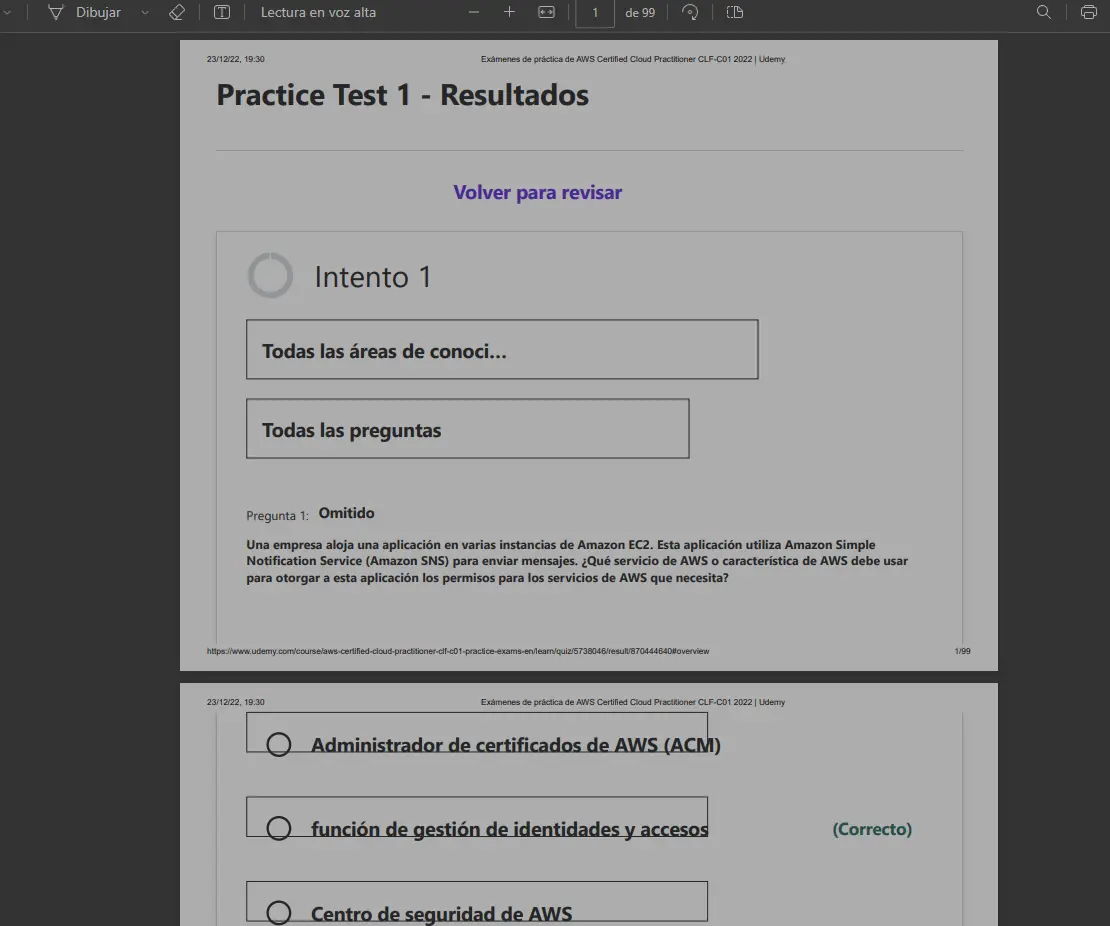 Dibujar
Lectura en voz alta
1
de 99
23/12/22, 19:30
Exámenes de práctica de AWS Certified Cloud Practitioner CLF-C01 2022 | Udemy
Practice Test 1 - Resultados
Volver para revisar
Intento 1
Todas las áreas de conoci...
Todas las preguntas
Pregunta 1: Omitido
Una empresa aloja una aplicación en varias instancias de Amazon EC2. Esta aplicación utiliza Amazon Simple
Notification Service (Amazon SNS) para enviar mensajes. ¿Qué servicio de AWS o característica de AWS debe usar
para otorgar a esta aplicación los permisos para los servicios de AWS que necesita?
https://www.udemy.com/course/aws-certified-cloud-practitioner-clf-c01-practice-exams-en/learn/quiz/5738046/result/870444640#overview
1/99
23/12/22, 19:30
Exámenes de práctica de AWS Certified Cloud Practitioner CLF-C01 2022 | Udemy
Administrador de certificados de AWS (ACM)
función de gestión de identidades y accesos
(Correcto)
Centro de seguridad de AWS